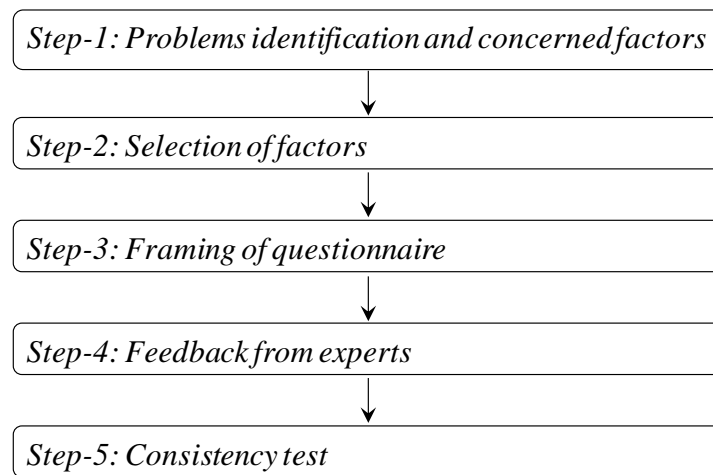 Step-1: Problems identification and concerned factors
Step-2: Selection of factors
Step-3: Framing of questionnaire
Step-4: Feedback from experts
Step-5: Consistency test